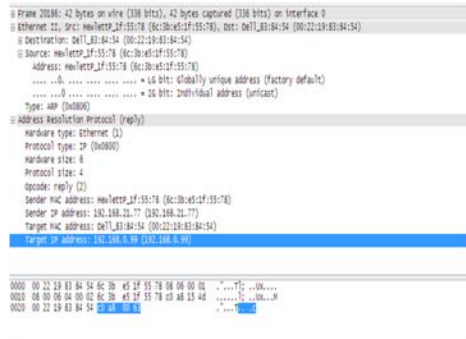 Frame 20166: 42 bytes on wire (336 bits), 42 bytes captured (336 bits) on interface 0
Ethernet II, Src: HewlettP_1f:55:78 (6c:3b:e5:1f:55:78), Dst: Dell_83:84:54 (00:22:19:83:84:54)
Destination: Dell_83:84:54 (00:22:19:83:84:54)
Source: HewlettP_1f:55:78 (6c:3b:e5:1f:55:78)
Address: HewlettP_1f:55:78 (6c:3b:e5:1f:55:78)
.... ..0. .... .... .... .... = LG bit: Globally unique address (factory default)
.... ...0 .... .... .... .... = IG bit: Individual address (unicast)
Type: ARP (0x0806)
Address Resolution Protocol (reply)
Hardware type: Ethernet (1)
Protocol type: IP (0x0800)
Hardware size: 6
Protocol size: 4
Opcode: reply (2)
Sender MAC address: HewlettP_1f:55:78 (6c:3b:e5:1f:55:78)
Sender IP address: 192.168.21.77 (192.168.21.77)
Target MAC address: Dell_83:84:54 (00:22:19:83:84:54)
Target IP address: 192.168.0.99 (192.168.0.99)
0000 00 22 19 83 84 54 6c 3b e5 1f 55 78 08 06 00 01 ."...Tl; ..Ux....
0010 08 00 06 04 00 02 6c 3b e5 1f 55 78 c0 a8 15 4d ......l; ..Ux...M
0020 00 22 19 83 84 54 c0 a8 00 63 ."...T.. .c